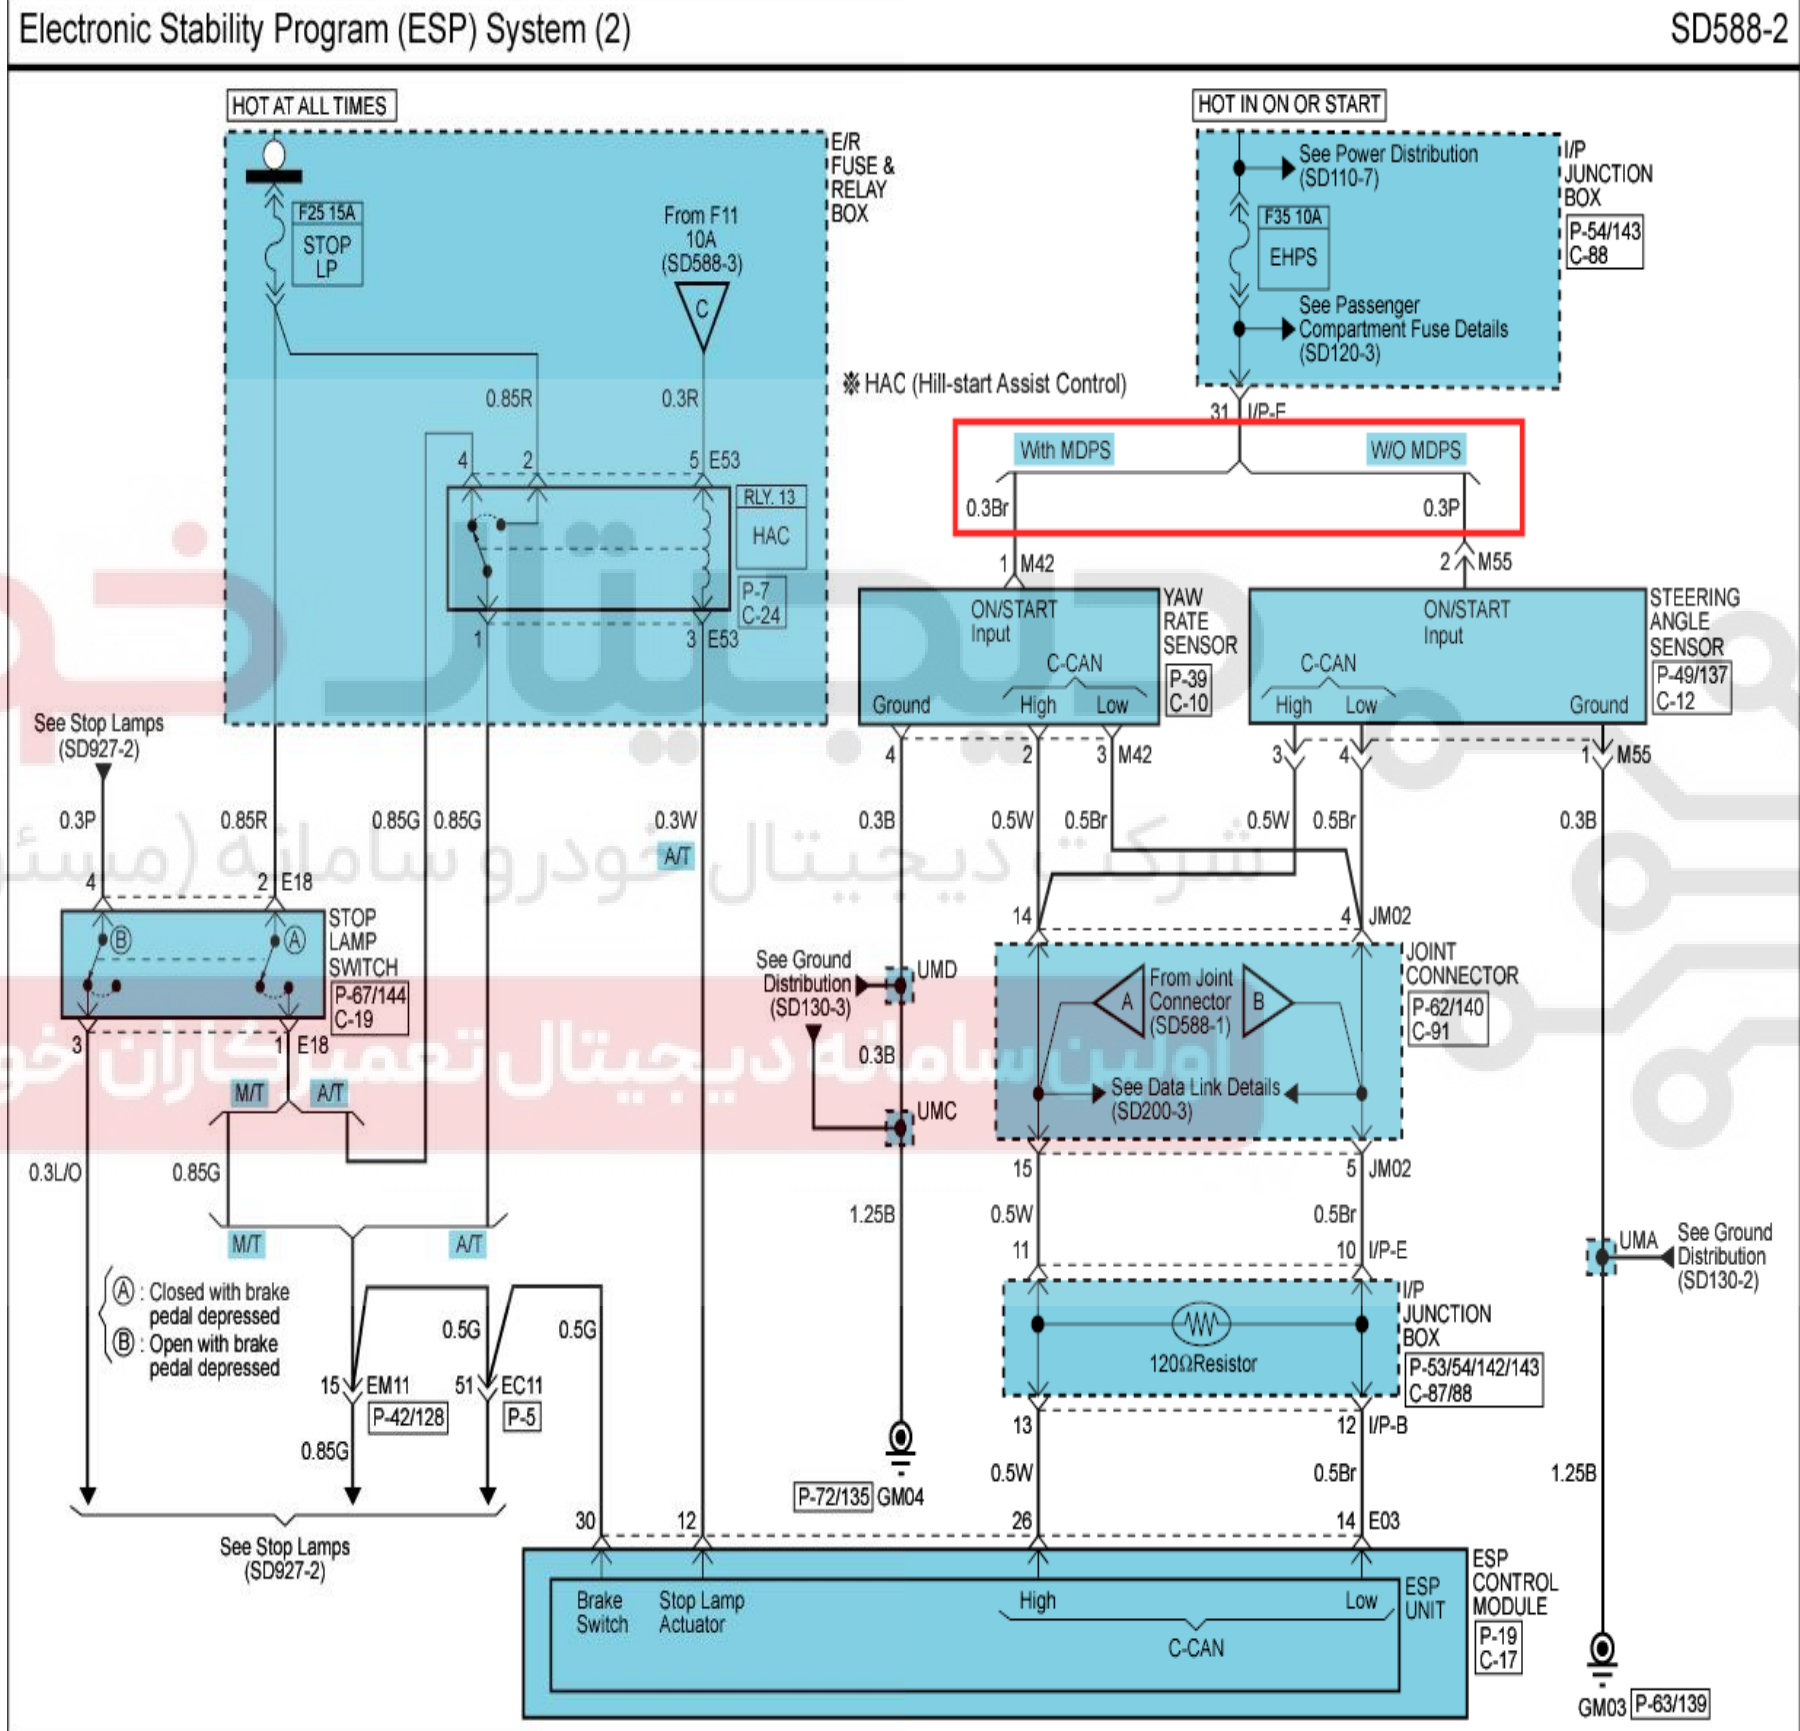 Electronic Stability Program (ESP) System (2)
SD588-2
HOT AT ALL TIMES
HOT IN ON OR START
E/R
FUSE &
RELAY
BOX
F25 15A
STOP
LP
From F11
10A
(SD588-3)
C
See Power Distribution
(SD110-7)
F35 10A
EHPS
See Passenger
Compartment Fuse Details
(SD120-3)
I/P
JUNCTION
BOX
P-54/143
C-88
※ HAC (Hill-start Assist Control)
0.85R
0.3R
31 I/P-F
With MDPS
W/O MDPS
0.3Br
0.3P
4 2 5 E53
RLY. 13
HAC
P-7
C-24
1 3 E53
1 M42
2 M55
ON/START
Input
C-CAN
Ground High Low
YAW
RATE
SENSOR
P-39
C-10
ON/START
Input
C-CAN
High Low Ground
STEERING
ANGLE
SENSOR
P-49/137
C-12
4 2 3 M42
3 4 1 M55
See Stop Lamps
(SD927-2)
0.3P 0.85R 0.85G 0.85G 0.3W 0.3B 0.5W 0.5Br 0.5W 0.5Br 0.3B
A/T
دیجیتال خو
شرکت دیجیتال خودرو سامانه (مسئو
اولین سامانه دیجیتال تعمیرکاران خو
4 2 E18
B A
STOP
LAMP
SWITCH
P-67/144
C-19
3 1 E18
M/T A/T
0.3L/O 0.85G
M/T A/T
14 4 JM02
See Ground
Distribution
(SD130-3)
UMD
0.3B
UMC
A
From Joint
Connector
(SD588-1)
B
See Data Link Details
(SD200-3)
JOINT
CONNECTOR
P-62/140
C-91
15 5 JM02
1.25B 0.5W 0.5Br
11 10 I/P-E
UMA
See Ground
Distribution
(SD130-2)
A : Closed with brake
pedal depressed
B : Open with brake
pedal depressed
0.5G 0.5G
120ΩResistor
I/P
JUNCTION
BOX
P-53/54/142/143
C-87/88
15 EM11
P-42/128
51 EC11
P-5
13 12 I/P-B
0.85G 0.5W 0.5Br 1.25B
P-72/135 GM04
See Stop Lamps
(SD927-2)
30 12 26 14 E03
Brake
Switch
Stop Lamp
Actuator
High Low
C-CAN
ESP
UNIT
ESP
CONTROL
MODULE
P-19
C-17
GM03 P-63/139